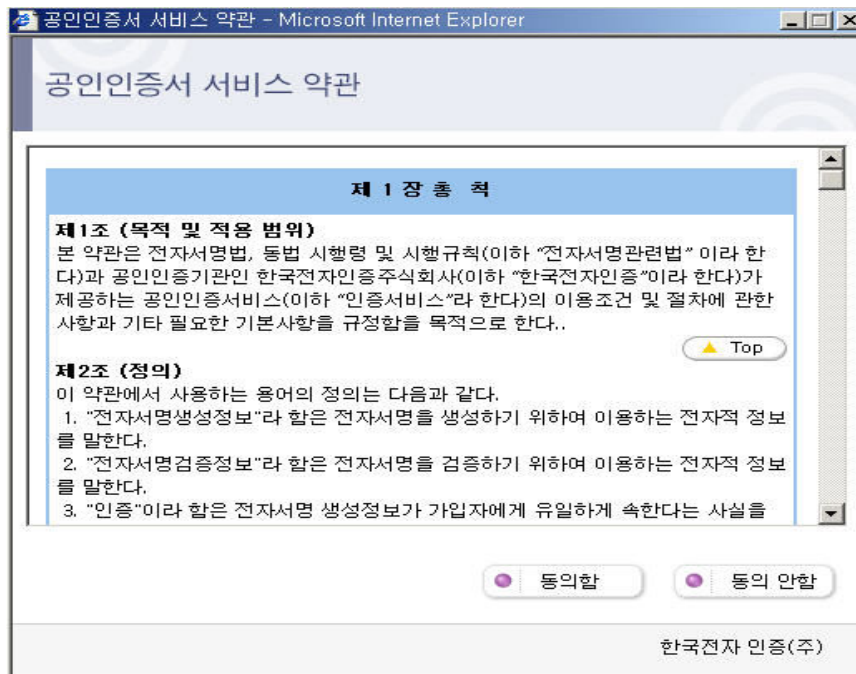 공인인증서 서비스 약관 - Microsoft Internet Explorer
공인인증서 서비스 약관
제 1 장 총 칙
제1조 (목적 및 적용 범위)
본 약관은 전자서명법, 동법 시행령 및 시행규칙(이하 "전자서명관련법" 이라 한
다)과 공인인증기관인 한국전자인증주식회사(이하 "한국전자인증"이라 한다)가
제공하는 공인인증서비스(이하 "인증서비스"라 한다)의 이용조건 및 절차에 관한
사항과 기타 필요한 기본사항을 규정함을 목적으로 한다..
Top
제2조 (정의)
이 약관에서 사용하는 용어의 정의는 다음과 같다.
1. "전자서명생성정보"라 함은 전자서명을 생성하기 위하여 이용하는 전자적 정보
를 말한다.
2. "전자서명검증정보"라 함은 전자서명을 검증하기 위하여 이용하는 전자적 정보
를 말한다.
3. "인증"이라 함은 전자서명 생성정보가 가입자에게 유일하게 속한다는 사실을
동의함
동의 안함
한국전자 인증(주)